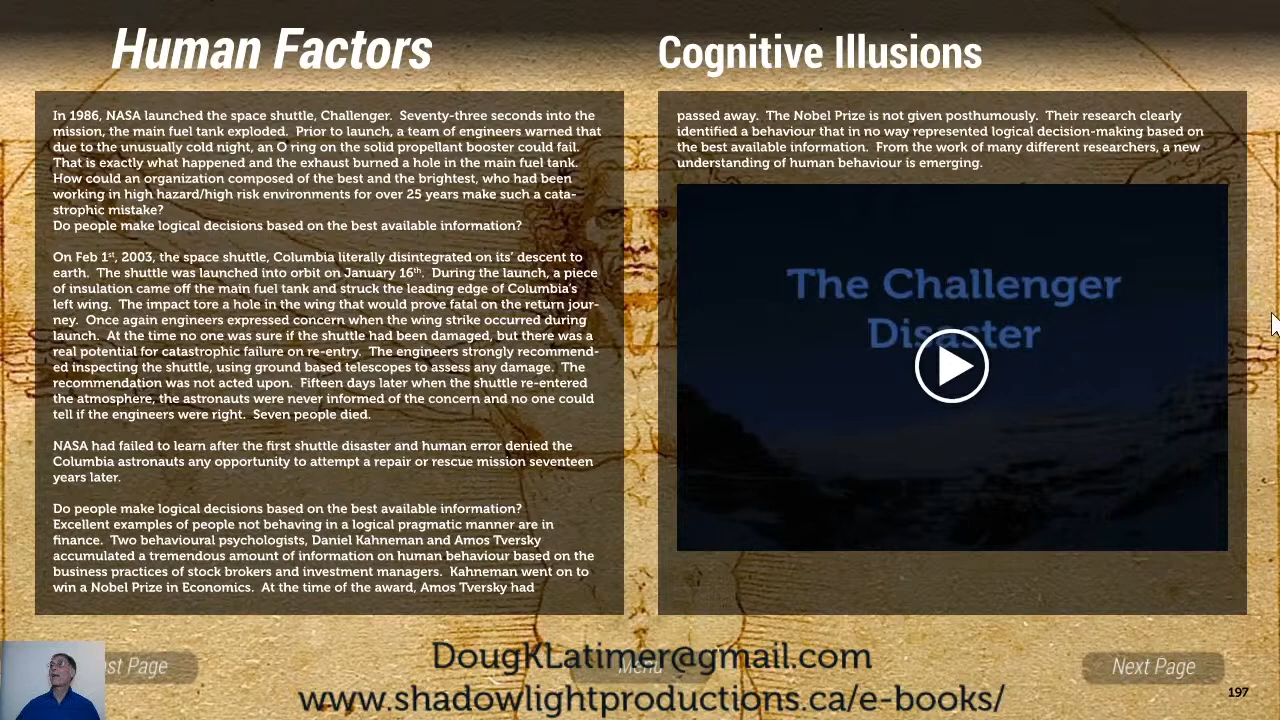 Human Factors
Cognitive Illusions
In 1986, NASA launched the space shuttle, Challenger.  Seventy-three seconds into the
mission, the main fuel tank exploded.  Prior to launch, a team of engineers warned that
due to the unusually cold night, an O ring on the solid propellant booster could fail.
That is exactly what happened and the exhaust burned a hole in the main fuel tank.
How could an organization composed of the best and the brightest, who had been
working in high hazard/high risk environments for over 25 years make such a cata-
strophic mistake?
Do people make logical decisions based on the best available information?
On Feb 1st, 2003, the space shuttle, Columbia literally disintegrated on its' descent to
earth.  The shuttle was launched into orbit on January 16th.  During the launch, a piece
of insulation came off the main fuel tank and struck the leading edge of Columbia's
left wing.  The impact tore a hole in the wing that would prove fatal on the return jour-
ney.  Once again engineers expressed concern when the wing strike occurred during
launch.  At the time no one was sure if the shuttle had been damaged, but there was a
real potential for catastrophic failure on re-entry.  The engineers strongly recommend-
ed inspecting the shuttle, using ground based telescopes to assess any damage.  The
recommendation was not acted upon.  Fifteen days later when the shuttle re-entered
the atmosphere, the astronauts were never informed of the concern and no one could
tell if the engineers were right.  Seven people died.
NASA had failed to learn after the first shuttle disaster and human error denied the
Columbia astronauts any opportunity to attempt a repair or rescue mission seventeen
years later.
Do people make logical decisions based on the best available information?
Excellent examples of people not behaving in a logical pragmatic manner are in
finance.  Two behavioural psychologists, Daniel Kahneman and Amos Tversky
accumulated a tremendous amount of information on human behaviour based on the
business practices of stock brokers and investment managers.  Kahneman went on to
win a Nobel Prize in Economics.  At the time of the award, Amos Tversky had
passed away.  The Nobel Prize is not given posthumously.  Their research clearly
identified a behaviour that in no way represented logical decision-making based on
the best available information.  From the work of many different researchers, a new
understanding of human behaviour is emerging.
The Challenger
Disaster
Page
Menu
Next Page
DougKLatimer@gmail.com
www.shadowlightproductions.ca/e-books/
197